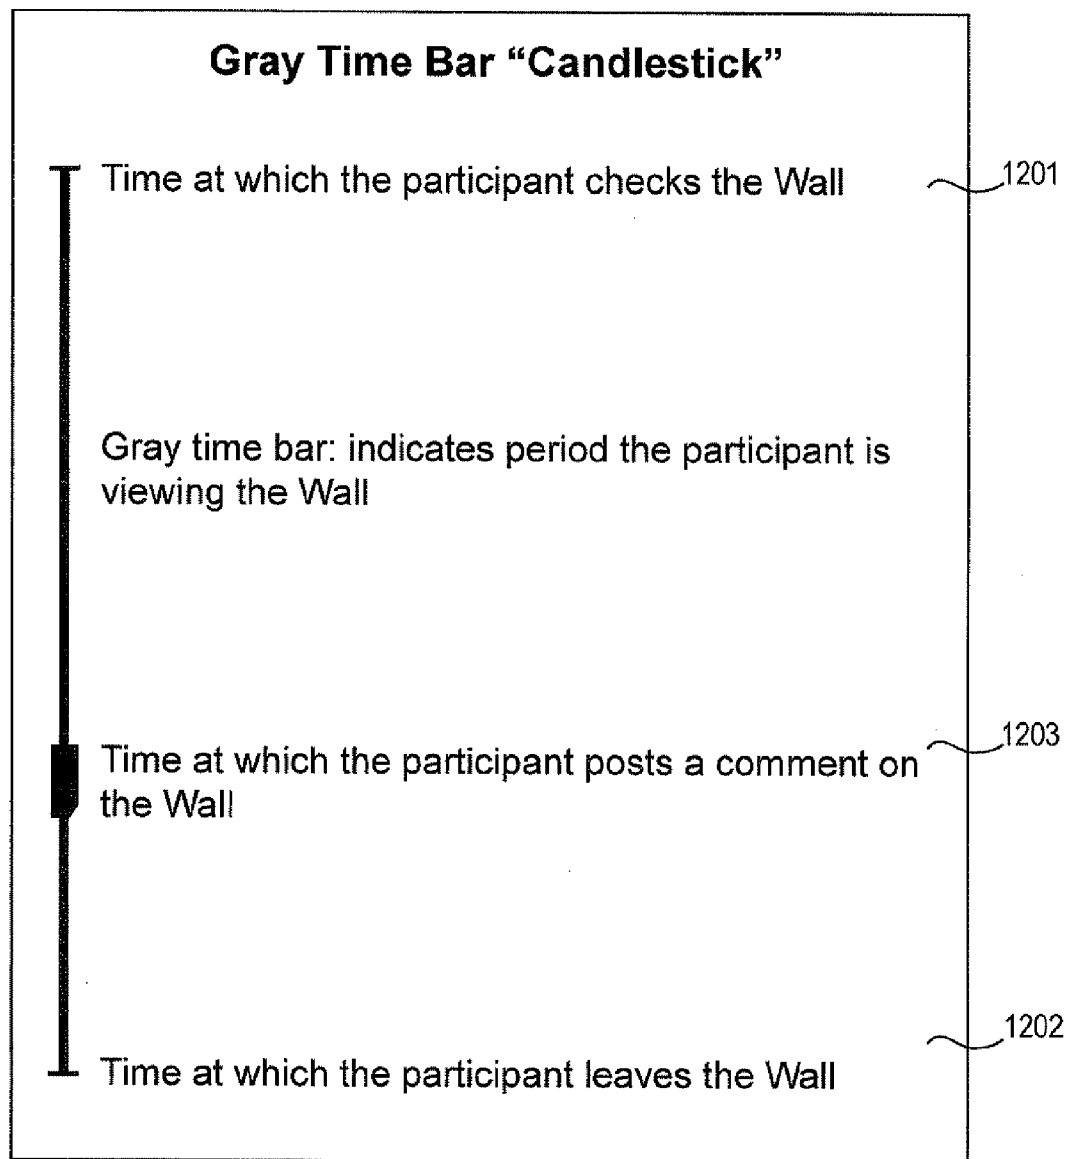 Gray Time Bar “Candlestick”
Time at which the participant checks the Wall
1201
Gray time bar: indicates period the participant is
viewing the Wall
1203
Time at which the participant posts a comment on
the Wall
1202
Time at which the participant leaves the Wall